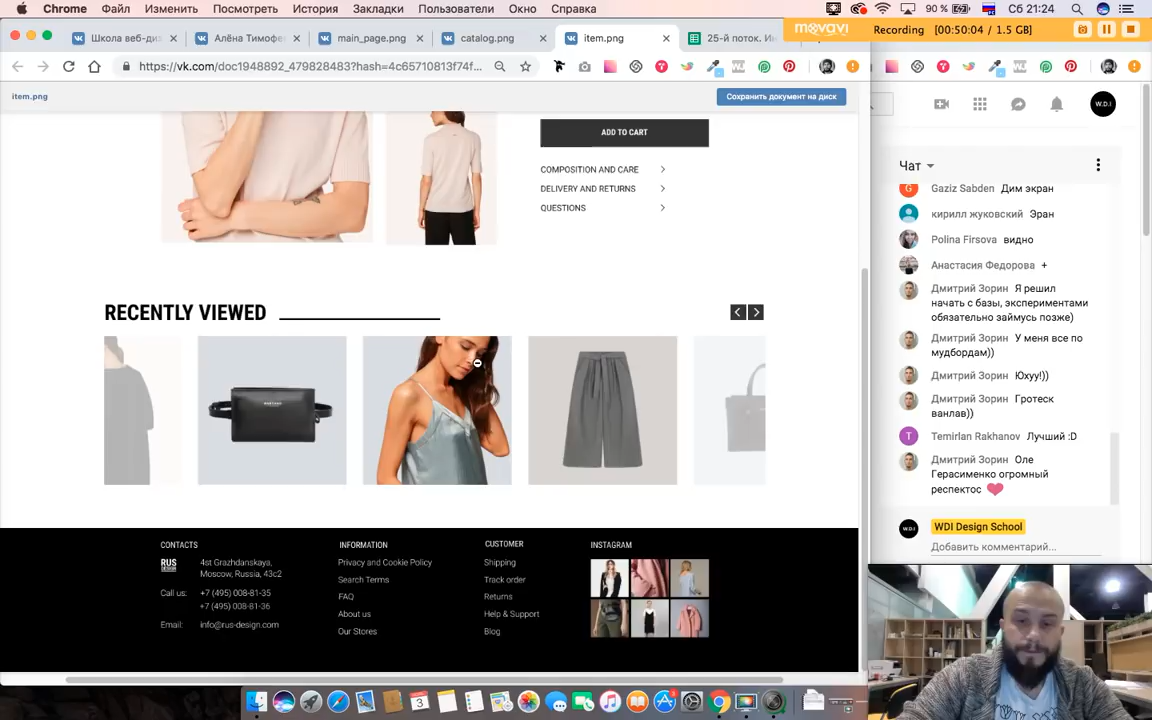 Chrome Файл Изменить Посмотреть История Закладки Пользователи Окно Справка 90 % Сб 21:24
movavi Recording [00:50:04 / 1.5 GB]
Школа веб-диз Алёна Тимофе main_page.png catalog.png item.png 25-й поток. И
https://vk.com/doc1948892_479828483?hash=4c65710813f74f...
item.png
Сохранить документ на диск
W.D.I
ADD TO CART
COMPOSITION AND CARE
DELIVERY AND RETURNS
QUESTIONS
RECENTLY VIEWED
CONTACTS
RUS
DESIGN
4st Grazhdanskaya,
Moscow, Russia, 43c2
Call us: +7 (495) 008-81-35
+7 (495) 008-81-36
Email: info@rus-design.com
INFORMATION
Privacy and Cookie Policy
Search Terms
FAQ
About us
Our Stores
CUSTOMER
Shipping
Track order
Returns
Help & Support
Blog
INSTAGRAM
Чат
Gaziz Sabden Дим экран
кирилл жуковский Эран
Polina Firsova видно
Анастасия Федорова +
Дмитрий Зорин Я решил
начать с базы, экспериментами
обязательно займусь позже)
Дмитрий Зорин У меня все по
мудбордам))
Дмитрий Зорин Юхуу!))
Дмитрий Зорин Гротеск
ванлав))
T Temirlan Rakhanov Лучший :D
Дмитрий Зорин Оле
Герасименко огромный
респектос
WDI Design School
Добавить комментарий...